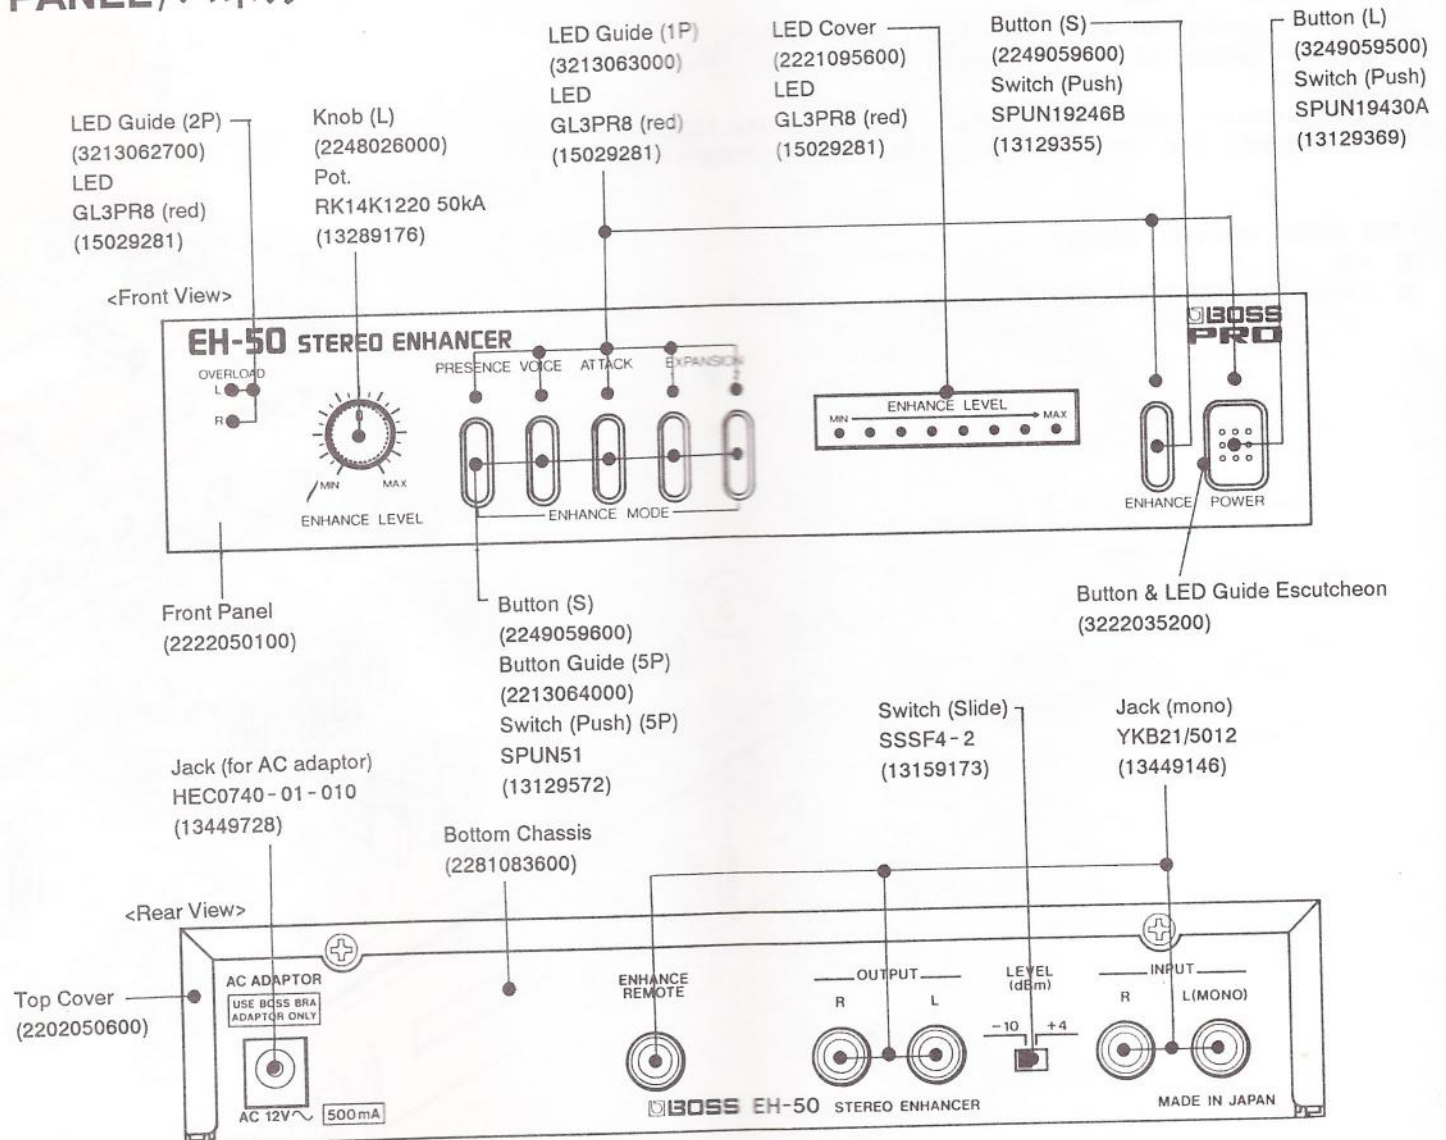 PANEL/パネル
LED Guide (2P)
(3213062700)
LED
GL3PR8 (red)
(15029281)
Knob (L)
(2248026000)
Pot.
RK14K1220 50kA
(13289176)
LED Guide (1P)
(3213063000)
LED
GL3PR8 (red)
(15029281)
LED Cover
(2221095600)
LED
GL3PR8 (red)
(15029281)
Button (S)
(2249059600)
Switch (Push)
SPUN19246B
(13129355)
Button (L)
(3249059500)
Switch (Push)
SPUN19430A
(13129369)
<Front View>
EH-50 STEREO ENHANCER
BOSS
PRO
OVERLOAD
L
R
MIN MAX
ENHANCE LEVEL
PRESENCE VOICE ATTACK EXPANSION
1 2
ENHANCE MODE
ENHANCE LEVEL
MIN MAX
ENHANCE POWER
Front Panel
(2222050100)
Button (S)
(2249059600)
Button Guide (5P)
(2213064000)
Switch (Push) (5P)
SPUN51
(13129572)
Button & LED Guide Escutcheon
(3222035200)
Jack (for AC adaptor)
HEC0740-01-010
(13449728)
Bottom Chassis
(2281083600)
Switch (Slide)
SSSF4-2
(13159173)
Jack (mono)
YKB21/5012
(13449146)
<Rear View>
Top Cover
(2202050600)
AC ADAPTOR
USE BOSS BRA
ADAPTOR ONLY
AC 12V~ 500mA
ENHANCE
REMOTE
OUTPUT
R L
LEVEL
(dBm)
-10 +4
INPUT
R L(MONO)
BOSS EH-50 STEREO ENHANCER
MADE IN JAPAN